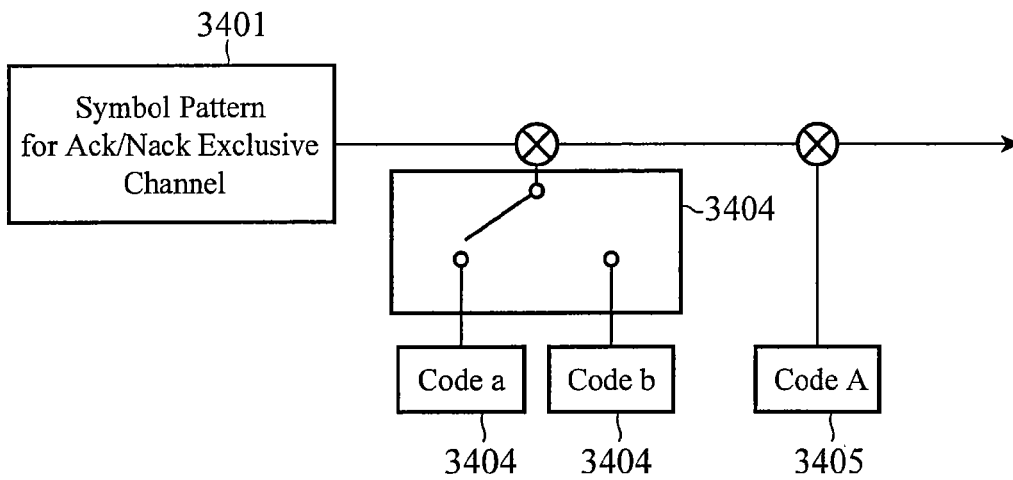 3401
Symbol Pattern
for Ack/Nack Exclusive
Channel
3404
Code a
Code b
Code A
3404
3404
3405